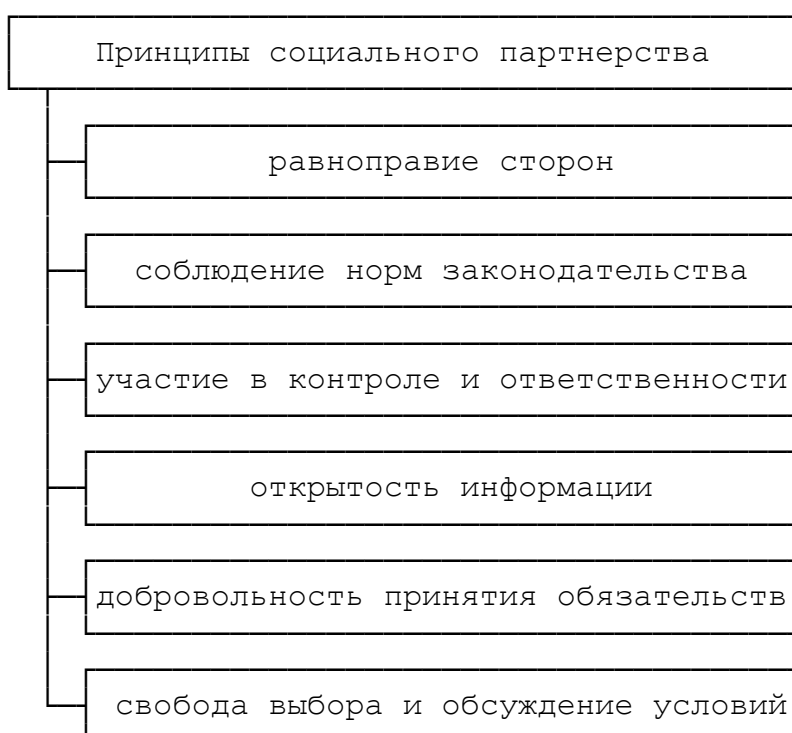 Принципы социального партнерства
равноправие сторон
соблюдение норм законодательства
участие в контроле и ответственности
открытость информации
добровольность принятия обязательств
свобода выбора и обсуждение условий